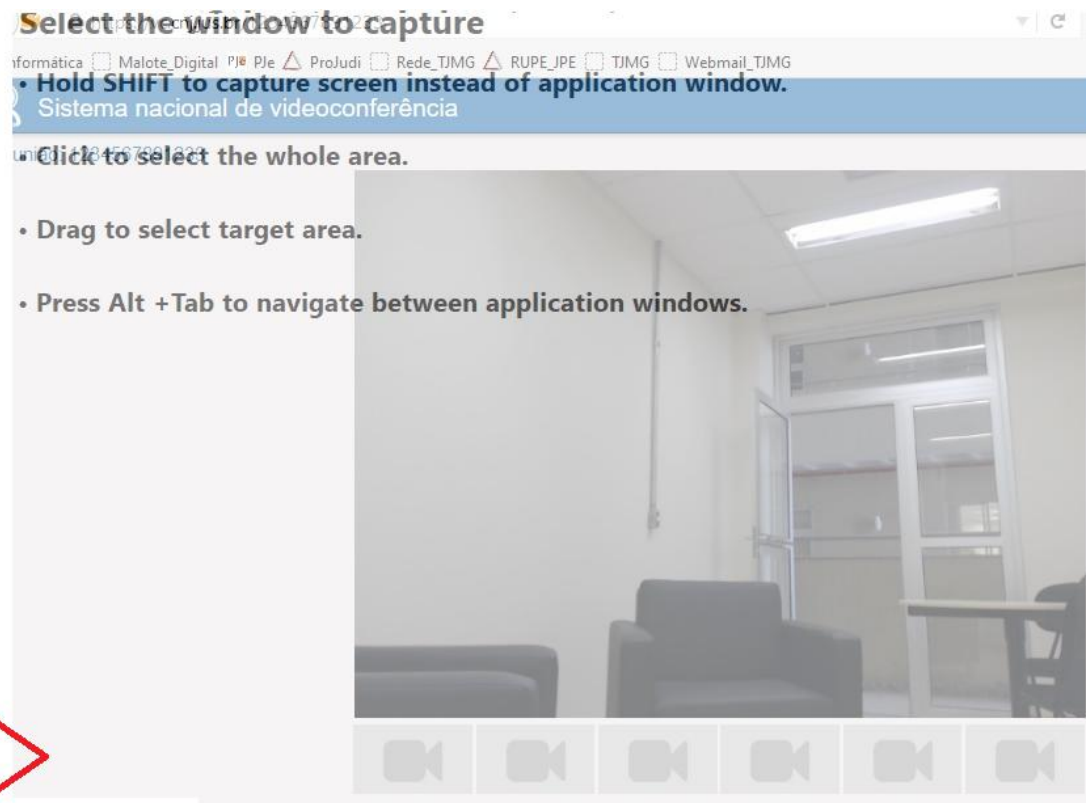 Select the window to capture
nformática Malote_Digital PJe PJe ProJudi Rede_TJMG RUPE_JPE TJMG Webmail_TJMG
• Hold SHIFT to capture screen instead of application window.
Sistema nacional de videoconferência
• Click to select the whole area.
• Drag to select target area.
• Press Alt +Tab to navigate between application windows.